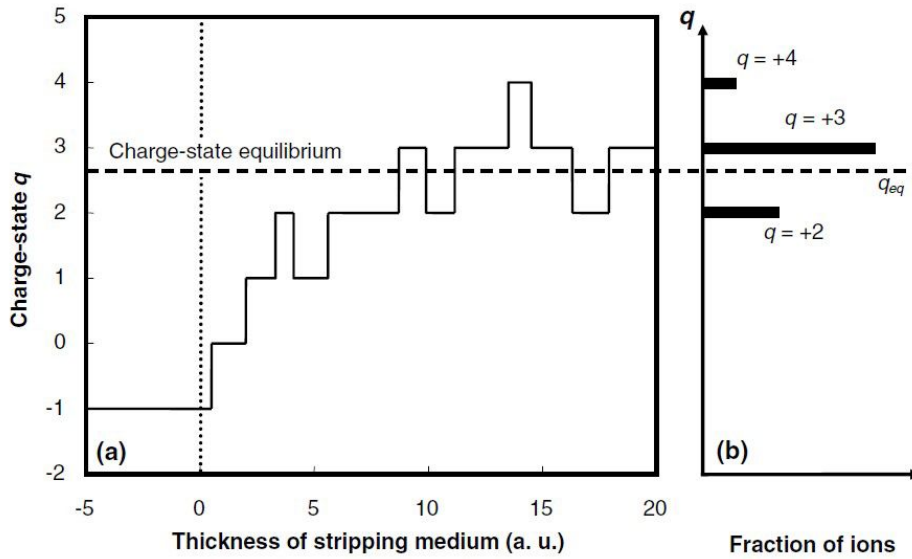 5
4
3
2
1
0
-1
-2
Charge-state q
Charge-state equilibrium
(a)
-5 0 5 10 15 20
Thickness of stripping medium (a. u.)
q
q = +4
q = +3
q_eq
q = +2
(b)
Fraction of ions